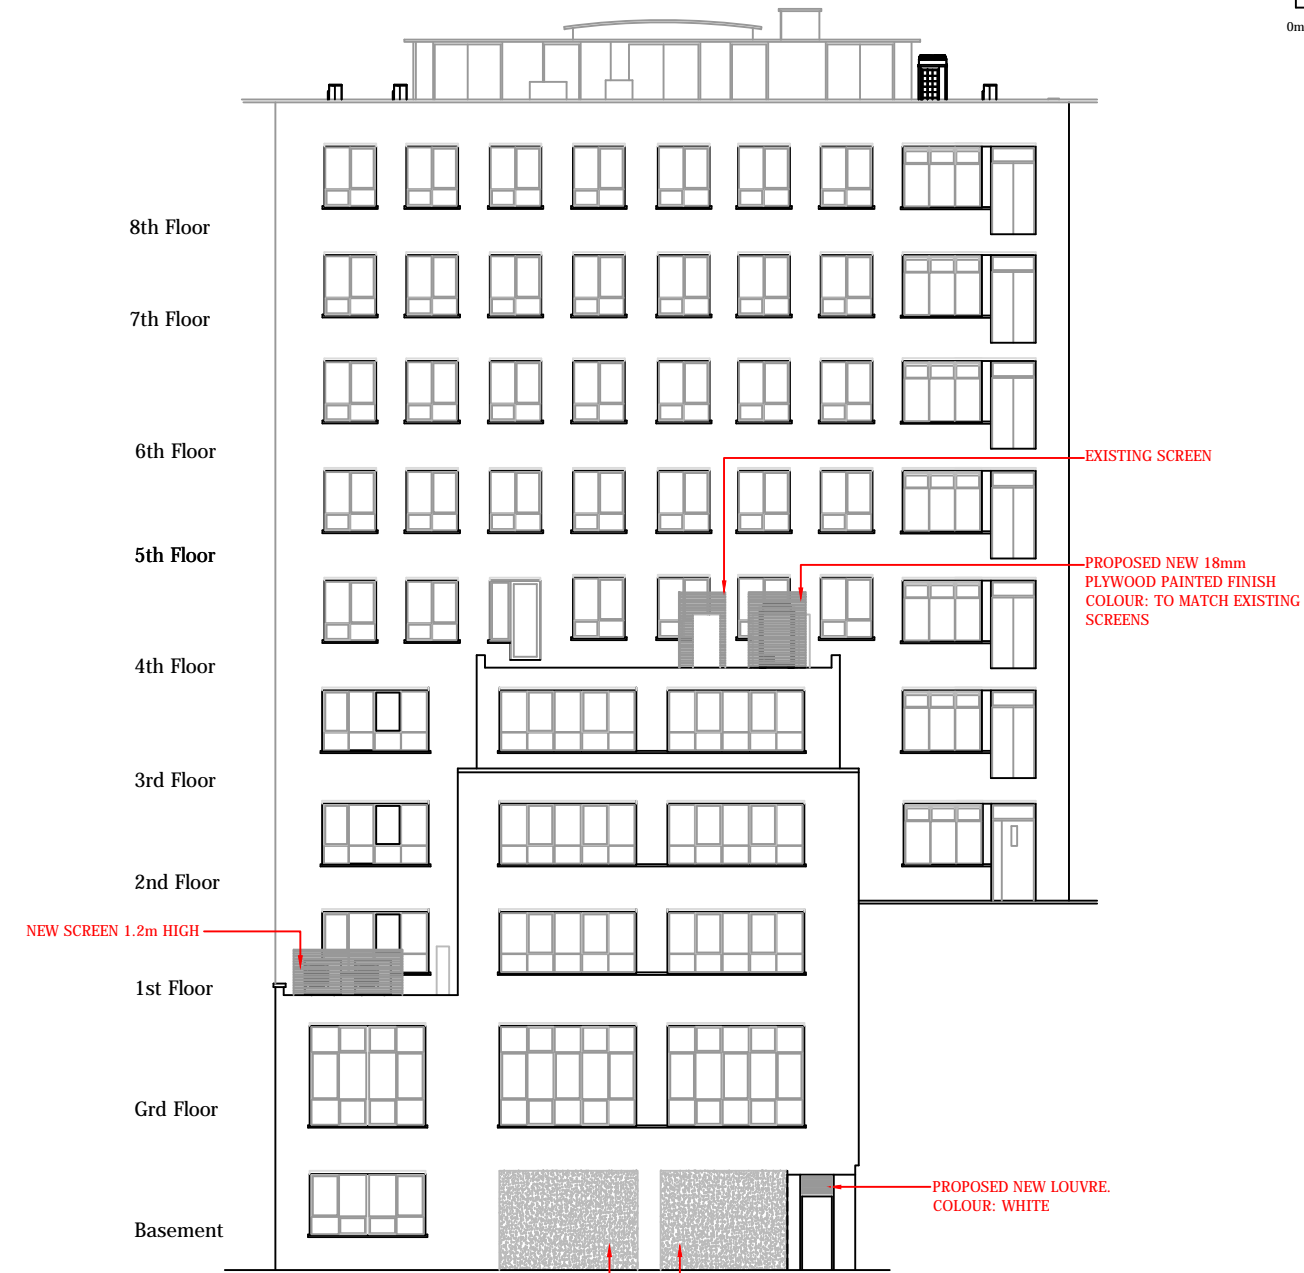 0m
8th Floor
7th Floor
6th Floor
EXISTING SCREEN
5th Floor
PROPOSED NEW 18mm
PLYWOOD PAINTED FINISH
COLOUR: TO MATCH EXISTING
SCREENS
4th Floor
3rd Floor
2nd Floor
NEW SCREEN 1.2m HIGH
1st Floor
Grd Floor
PROPOSED NEW LOUVRE.
COLOUR: WHITE
Basement